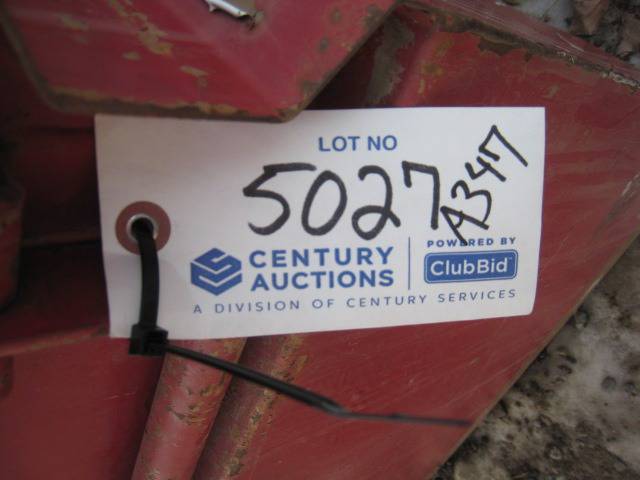 LOT NO
5027 A347
CENTURY
AUCTIONS
POWERED BY
ClubBid
A DIVISION OF CENTURY SERVICES